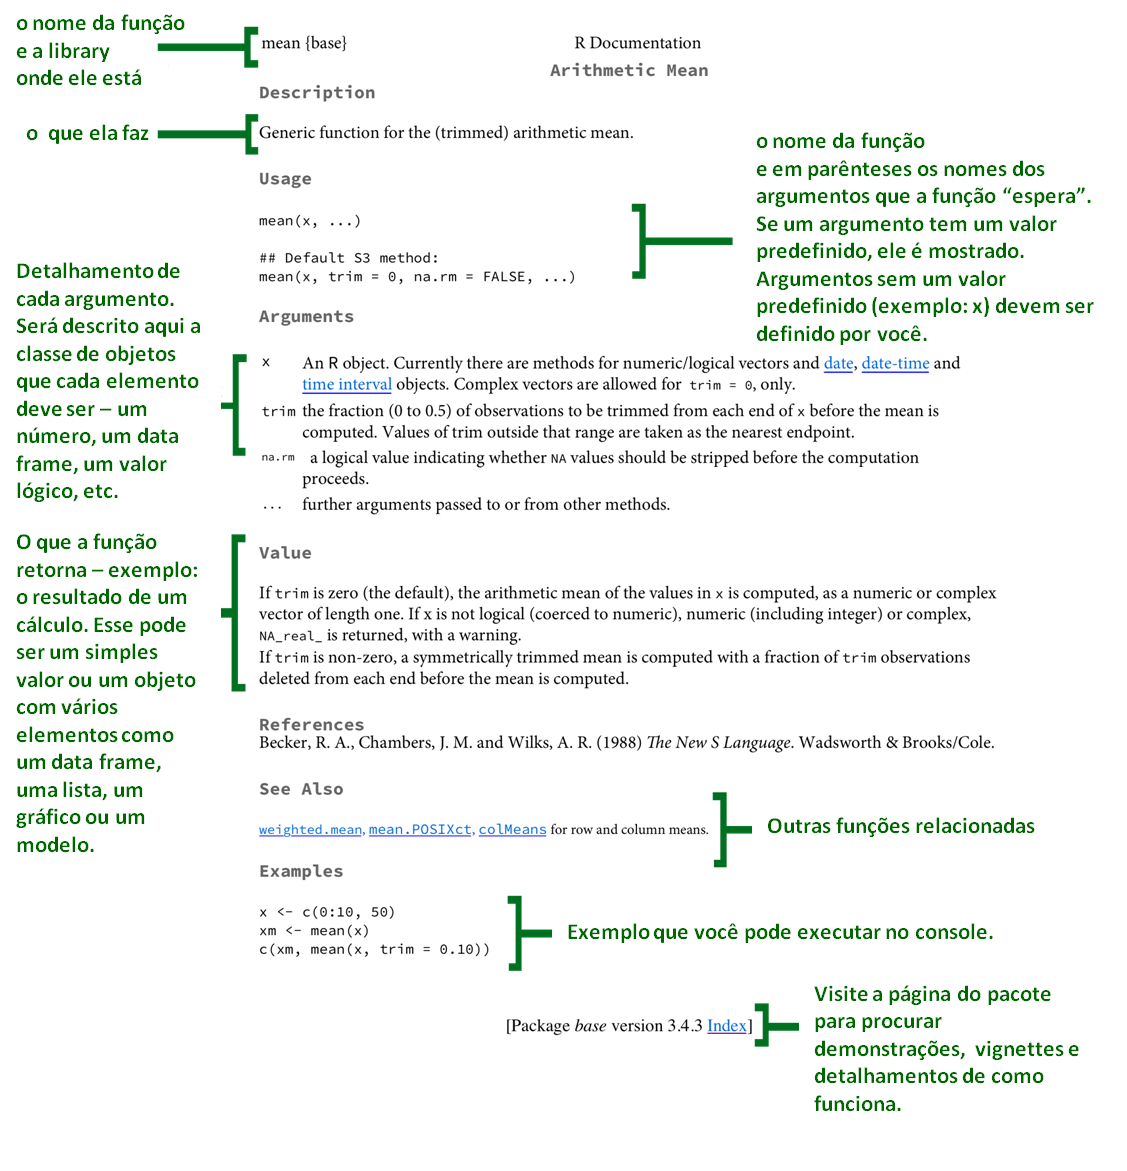 o nome da função
e a library
onde ele está
mean {base}
R Documentation
Arithmetic Mean
Description
o que ela faz
Generic function for the (trimmed) arithmetic mean.
Usage
mean(x, ...)
## Default S3 method:
mean(x, trim = 0, na.rm = FALSE, ...)
o nome da função
e em parênteses os nomes dos
argumentos que a função “espera”.
Se um argumento tem um valor
predefinido, ele é mostrado.
Argumentos sem um valor
predefinido (exemplo: x) devem ser
definido por você.
Detalhamento de
cada argumento.
Será descrito aqui a
classe de objetos
que cada elemento
deve ser – um
número, um data
frame, um valor
lógico, etc.
Arguments
x An R object. Currently there are methods for numeric/logical vectors and date, date-time and
time interval objects. Complex vectors are allowed for trim = 0, only.
trim the fraction (0 to 0.5) of observations to be trimmed from each end of x before the mean is
computed. Values of trim outside that range are taken as the nearest endpoint.
na.rm a logical value indicating whether NA values should be stripped before the computation
proceeds.
... further arguments passed to or from other methods.
O que a função
retorna – exemplo:
o resultado de um
cálculo. Esse pode
ser um simples
valor ou um objeto
com vários
elementos como
um data frame,
uma lista, um
gráfico ou um
modelo.
Value
If trim is zero (the default), the arithmetic mean of the values in x is computed, as a numeric or complex
vector of length one. If x is not logical (coerced to numeric), numeric (including integer) or complex,
NA_real_ is returned, with a warning.
If trim is non-zero, a symmetrically trimmed mean is computed with a fraction of trim observations
deleted from each end before the mean is computed.
References
Becker, R. A., Chambers, J. M. and Wilks, A. R. (1988) The New S Language. Wadsworth & Brooks/Cole.
See Also
weighted.mean, mean.POSIXct, colMeans for row and column means.
Outras funções relacionadas
Examples
x <- c(0:10, 50)
xm <- mean(x)
c(xm, mean(x, trim = 0.10))
Exemplo que você pode executar no console.
[Package base version 3.4.3 Index]
Visite a página do pacote
para procurar
demonstrações, vignettes e
detalhamentos de como
funciona.